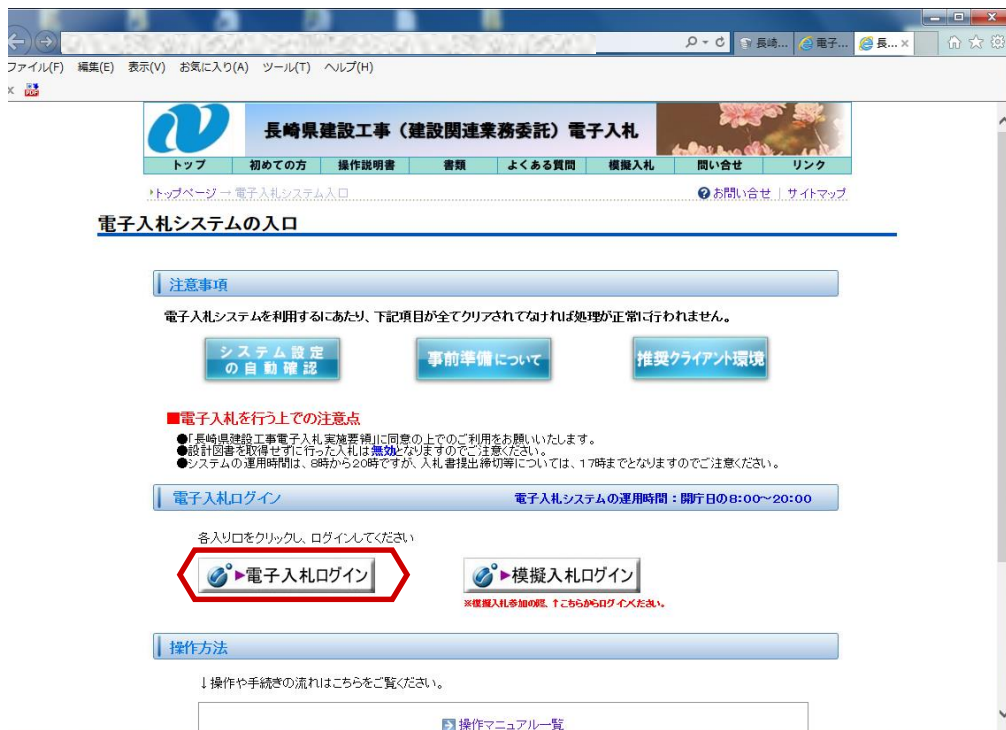 長崎... 電子... 長... ×
ファイル(F) 編集(E) 表示(V) お気に入り(A) ツール(T) ヘルプ(H)
×
長崎県建設工事（建設関連業務委託）電子入札
トップ 初めての方 操作説明書 書類 よくある質問 模擬入札 問い合せ リンク
トップページ → 電子入札システム入口
お問い合せ | サイトマップ
電子入札システムの入口
注意事項
電子入札システムを利用するにあたり、下記項目が全てクリアされてなければ処理が正常に行われません。
システム設定
の自動確認
事前準備について
推奨クライアント環境
■電子入札を行う上での注意点
●「長崎県建設工事電子入札実施要領」に同意の上でのご利用をお願いいたします。
●設計図書を取得せずに行った入札は無効となりますのでご注意ください。
●システムの運用時間は、8時から20時ですが、入札書提出締切等については、17時までとなりますのでご注意ください。
電子入札ログイン 電子入札システムの運用時間：開庁日の8:00～20:00
各入り口をクリックし、ログインしてください
▶電子入札ログイン
▶模擬入札ログイン
※模擬入札参加の際、↑こちらからログインください。
操作方法
↓操作や手続きの流れはこちらをご覧ください。
操作マニュアル一覧